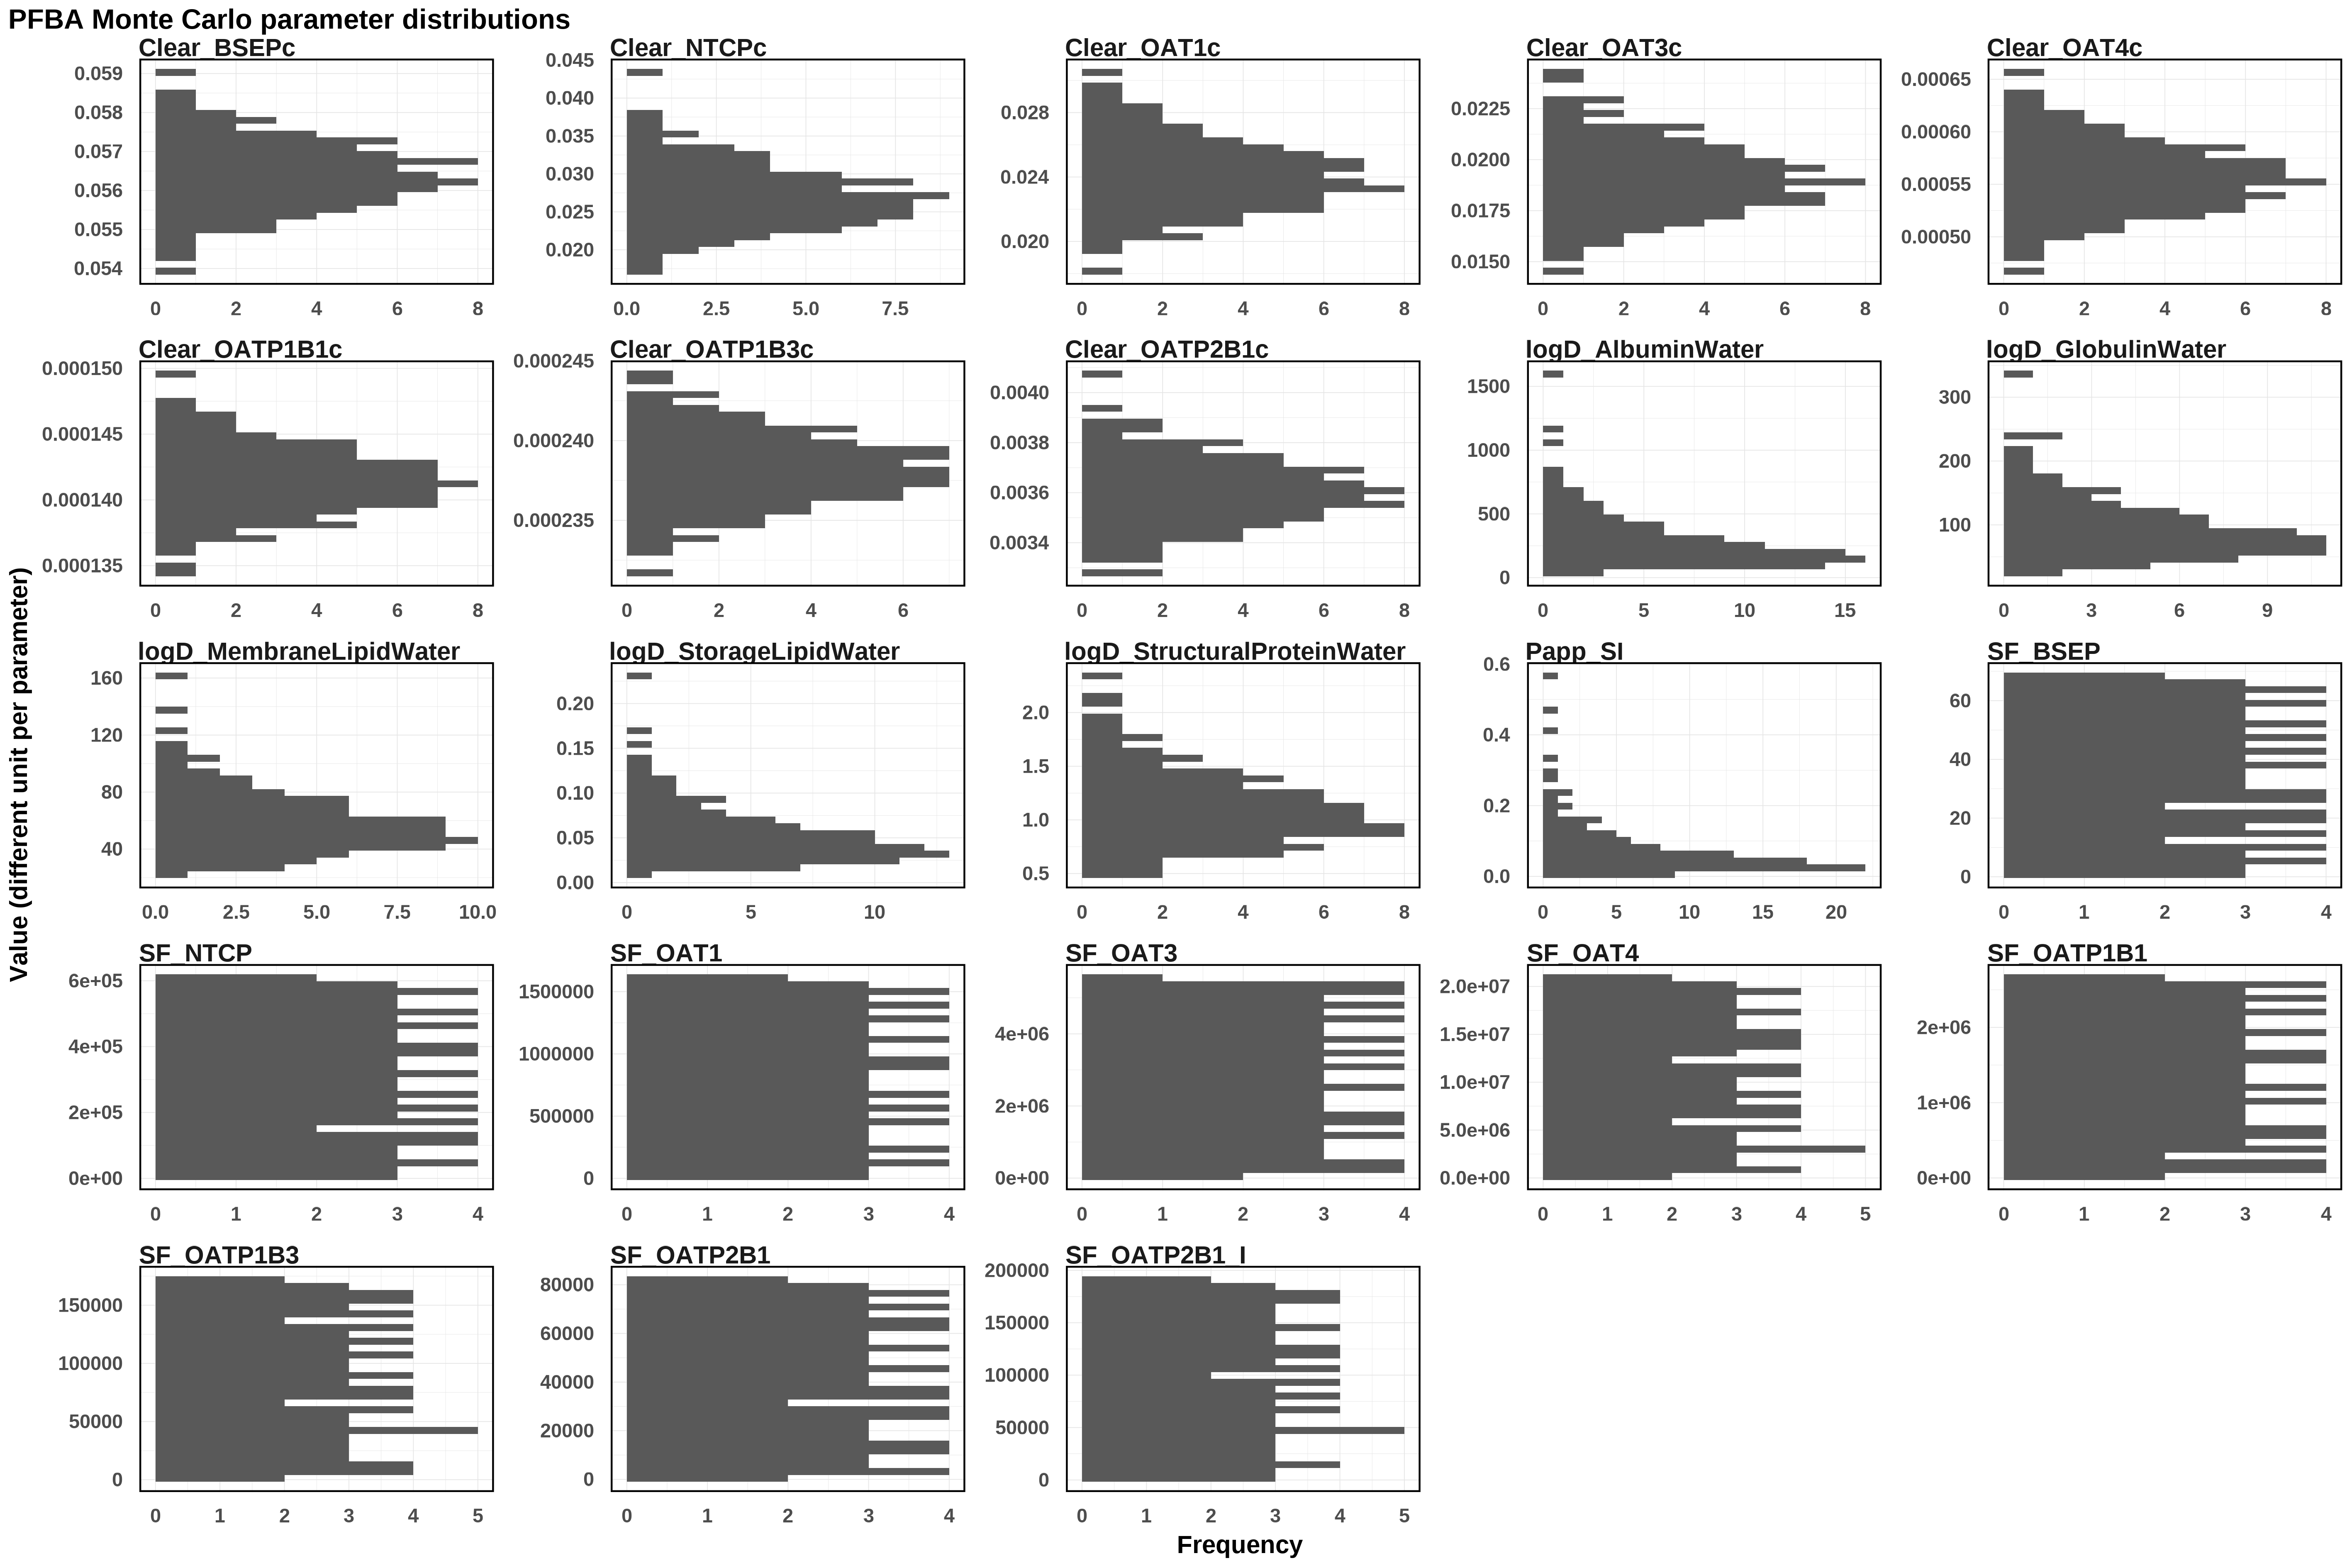 PFBA Monte Carlo parameter distributions
Clear_BSEPc Clear_NTCPc Clear_OAT1c Clear_OAT3c Clear_OAT4c
0.059 0.058 0.057 0.056 0.055 0.054
0 2 4 6 8
0.045 0.040 0.035 0.030 0.025 0.020
0.0 2.5 5.0 7.5
0.028 0.024 0.020
0 2 4 6 8
0.0225 0.0200 0.0175 0.0150
0 2 4 6 8
0.00065 0.00060 0.00055 0.00050
0 2 4 6 8
Clear_OATP1B1c Clear_OATP1B3c Clear_OATP2B1c logD_AlbuminWater logD_GlobulinWater
0.000150 0.000145 0.000140 0.000135
0 2 4 6 8
0.000245 0.000240 0.000235
0 2 4 6
0.0040 0.0038 0.0036 0.0034
0 2 4 6 8
1500 1000 500 0
0 5 10 15
300 200 100
0 3 6 9
logD_MembraneLipidWater logD_StorageLipidWater logD_StructuralProteinWater Papp_SI SF_BSEP
160 120 80 40
0.0 2.5 5.0 7.5 10.0
0.20 0.15 0.10 0.05 0.00
0 5 10
2.0 1.5 1.0 0.5
0 2 4 6 8
0.6 0.4 0.2 0.0
0 5 10 15 20
60 40 20 0
0 1 2 3 4
SF_NTCP SF_OAT1 SF_OAT3 SF_OAT4 SF_OATP1B1
6e+05 4e+05 2e+05 0e+00
0 1 2 3 4
1500000 1000000 500000 0
0 1 2 3 4
4e+06 2e+06 0e+00
0 1 2 3 4
2.0e+07 1.5e+07 1.0e+07 5.0e+06 0.0e+00
0 1 2 3 4 5
2e+06 1e+06 0e+00
0 1 2 3 4
SF_OATP1B3 SF_OATP2B1 SF_OATP2B1_I
150000 100000 50000 0
0 1 2 3 4 5
80000 60000 40000 20000 0
0 1 2 3 4
200000 150000 100000 50000 0
0 1 2 3 4 5
Value (different unit per parameter)
Frequency